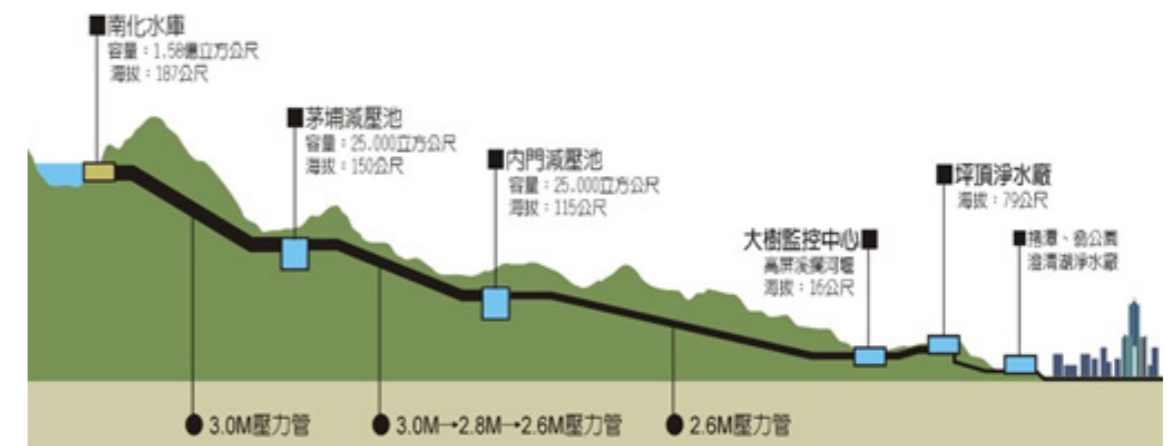 南化水庫
容量：1.58億立方公尺
海拔：187公尺
茅埔減壓池
容量：25.000立方公尺
海拔：150公尺
內門減壓池
容量：25.000立方公尺
海拔：115公尺
大樹監控中心
高屏溪攔河堰
海拔：16公尺
坪頂淨水廠
海拔：79公尺
拷潭、翁公園
澄清湖淨水廠
3.0M壓力管
3.0M→2.8M→2.6M壓力管
2.6M壓力管